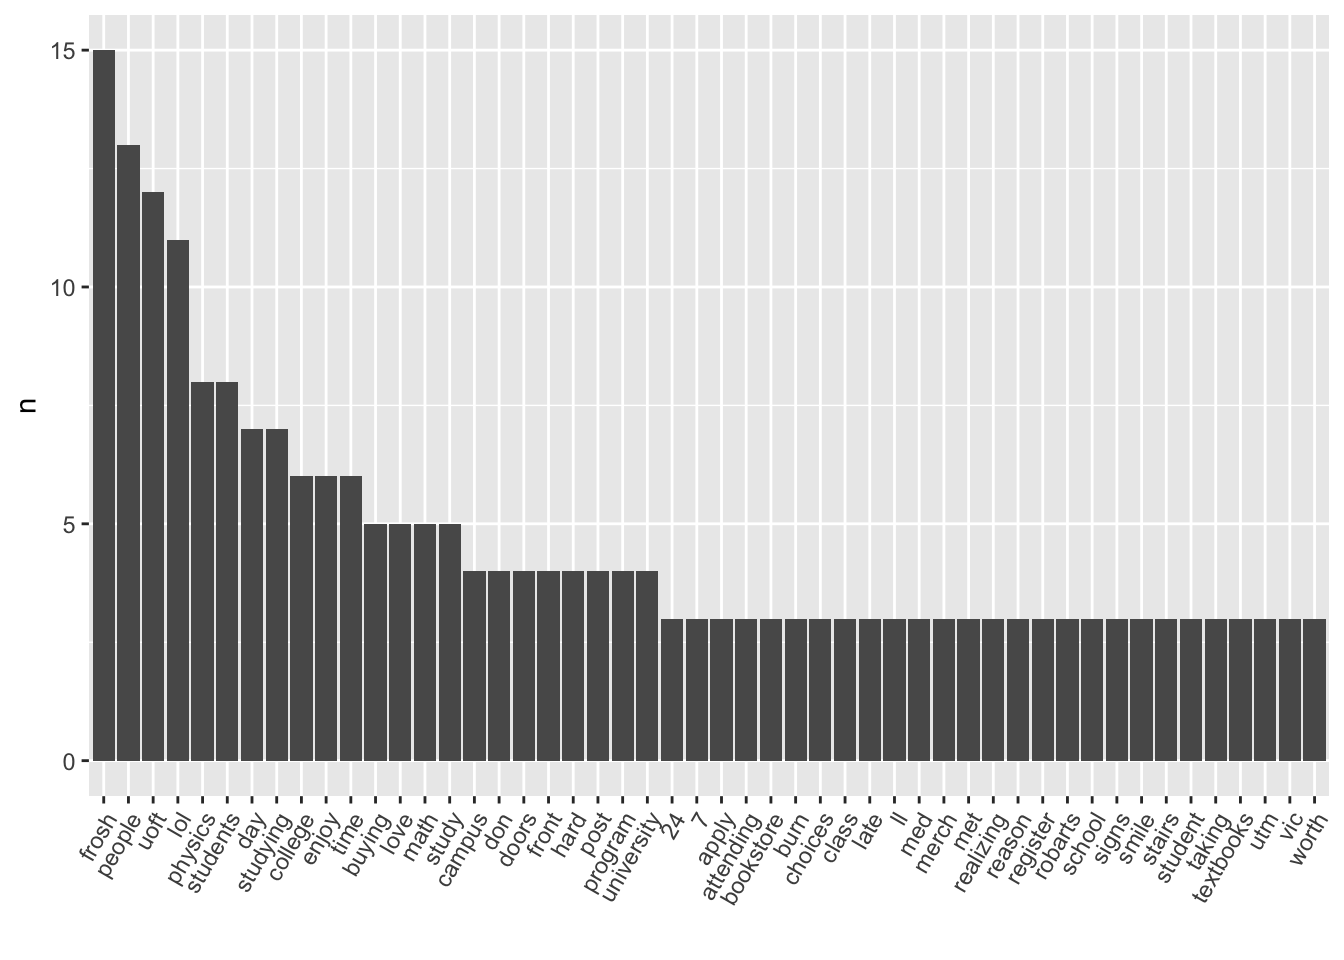 15
10
5
0
n
frosh
people
uoft
lol
physics
students
day
studying
college
enjoy
time
buying
love
math
study
campus
don
doors
front
hard
post
program
university
24
7
apply
attending
bookstore
burn
choices
class
late
ll
med
merch
met
realizing
reason
register
robarts
school
signs
smile
stairs
student
taking
textbooks
utm
vic
worth